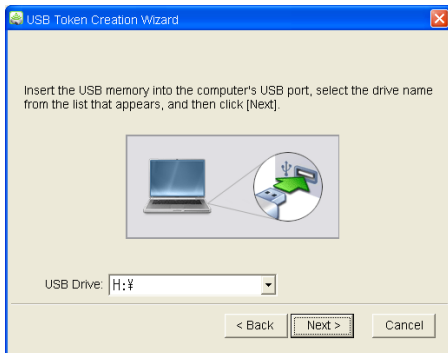 USB Token Creation Wizard
Insert the USB memory into the computer's USB port, select the drive name
from the list that appears, and then click [Next].
USB Drive: H:¥
< Back Next > Cancel